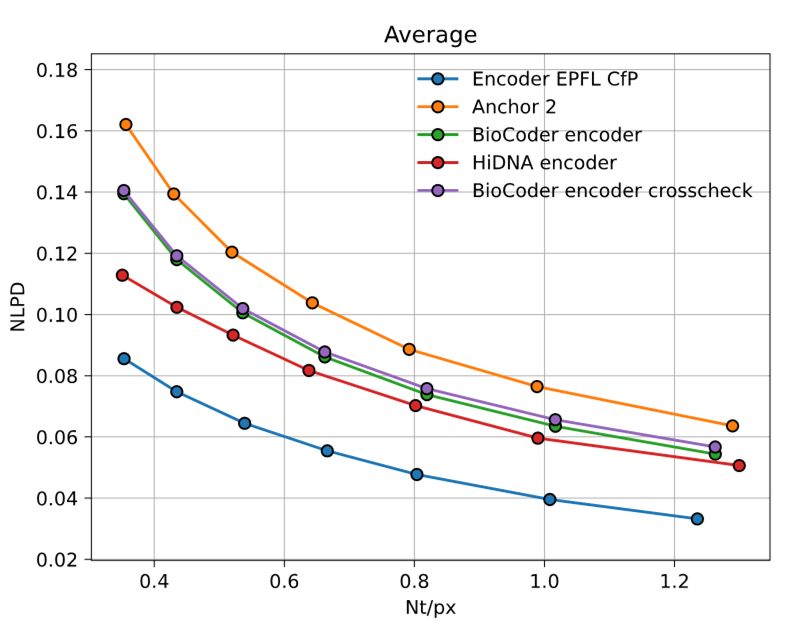 Average
0.18
0.16
0.14
0.12
0.10
0.08
0.06
0.04
0.02
NLPD
Encoder EPFL CfP
Anchor 2
BioCoder encoder
HiDNA encoder
BioCoder encoder crosscheck
0.4 0.6 0.8 1.0 1.2
Nt/px